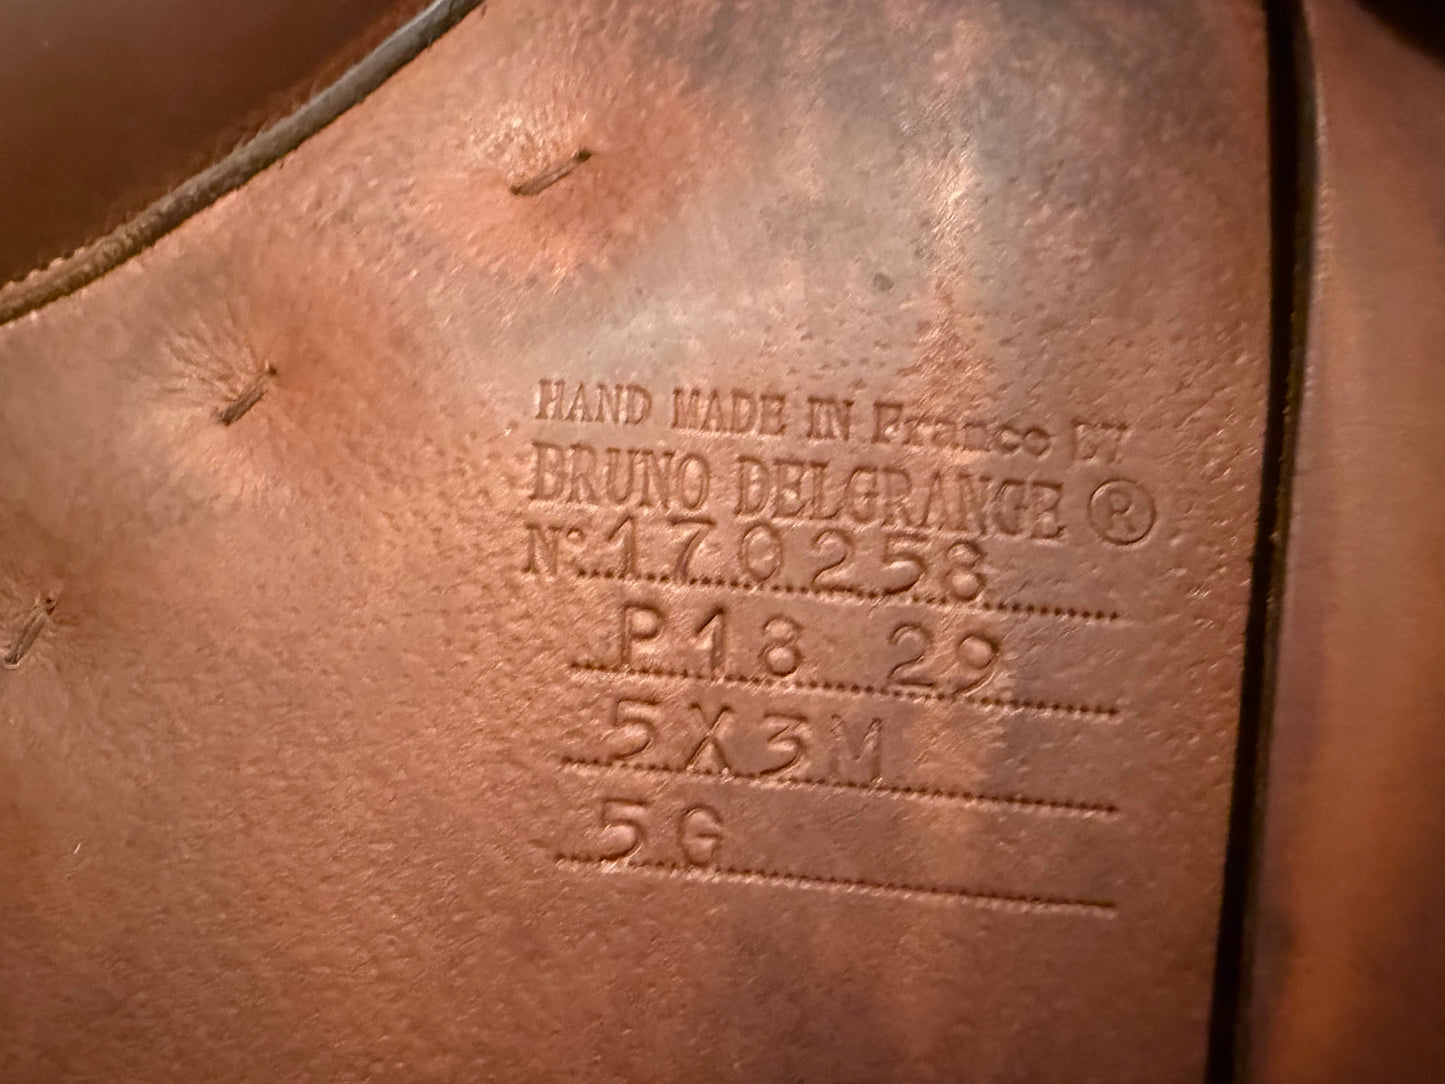 HAND MADE IN France BY
BRUNO DELGRANGE ®
N°. 170258
P18 29
5X3M
5G